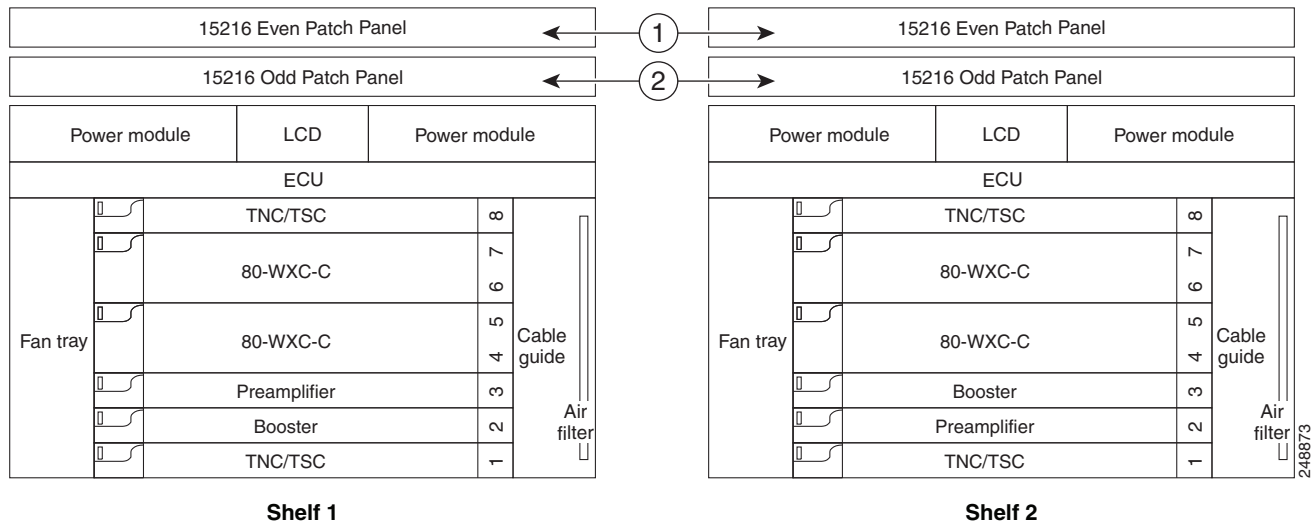 15216 Even Patch Panel
1
15216 Even Patch Panel
15216 Odd Patch Panel
2
15216 Odd Patch Panel
Power module
LCD
Power module
ECU
TNC/TSC
8
80-WXC-C
7
6
80-WXC-C
5
4
Preamplifier
3
Booster
2
TNC/TSC
1
Fan tray
Cable
guide
Air
filter
Shelf 1
Power module
LCD
Power module
ECU
TNC/TSC
8
80-WXC-C
7
6
80-WXC-C
5
4
Booster
3
Preamplifier
2
TNC/TSC
1
Fan tray
Cable
guide
Air
filter
248873
Shelf 2